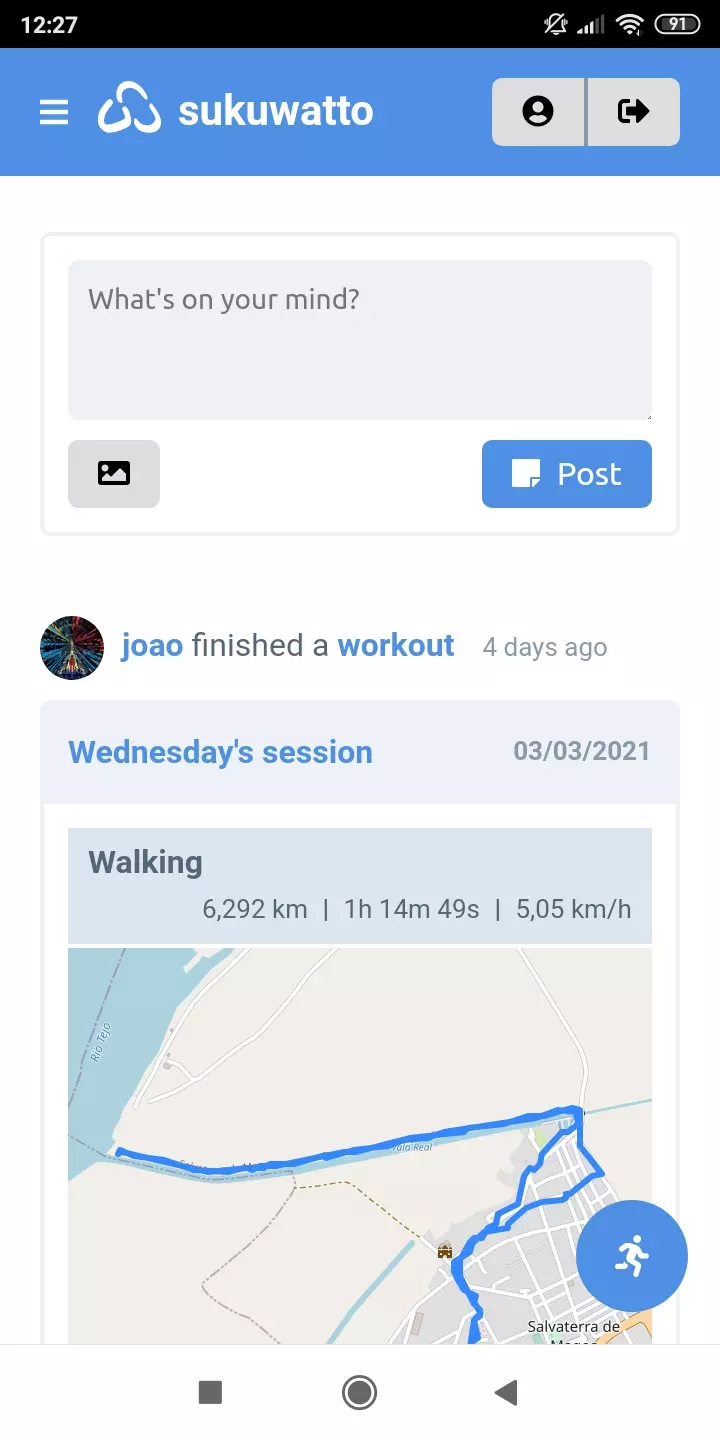 12:27
91
sukuwatto
What's on your mind?
Post
joao finished a workout 4 days ago
Wednesday's session 03/03/2021
Walking
6,292 km | 1h 14m 49s | 5,05 km/h
Rio Tejo
Vala Real
Salvaterra de